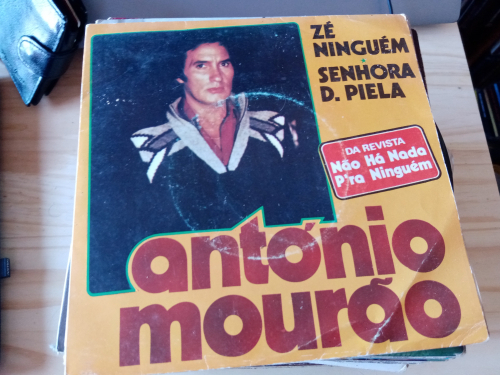 ZÉ
NINGUÉM
SENHORA
D. PIELA
DA REVISTA
Não Há Nada
P'ra Ninguém
antónio
mourão